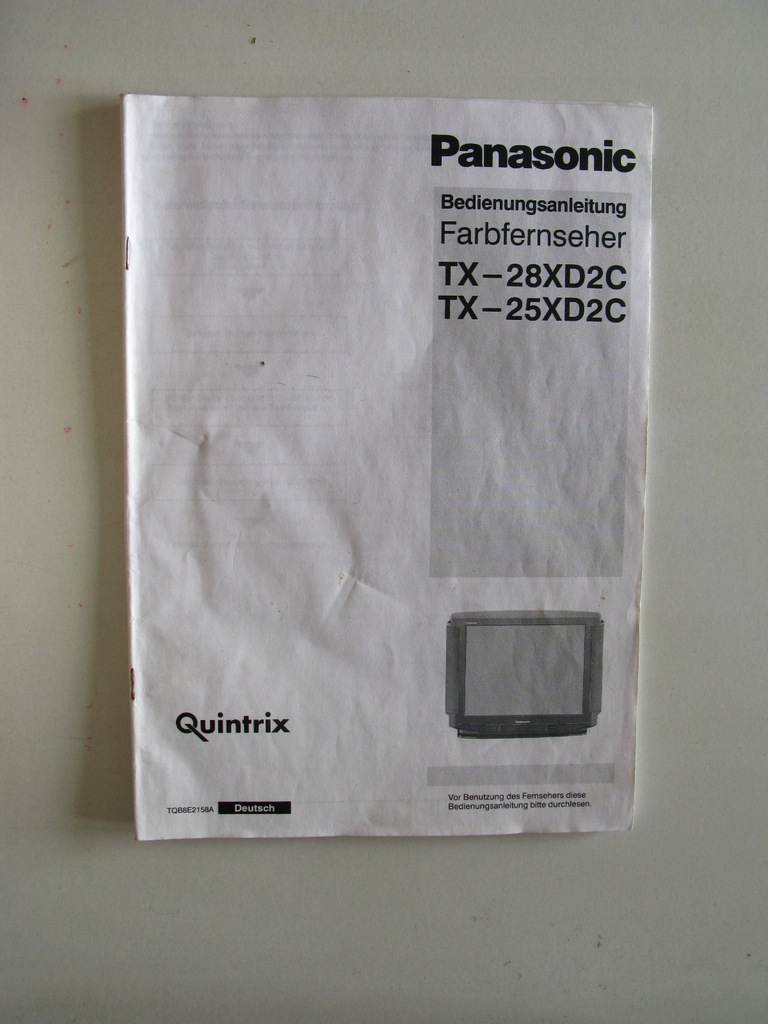 Panasonic
Bedienungsanleitung
Farbfernseher
TX–28XD2C
TX–25XD2C
Quintrix
TQB8E2158A Deutsch
Vor Benutzung des Fernsehers diese
Bedienungsanleitung bitte durchlesen.